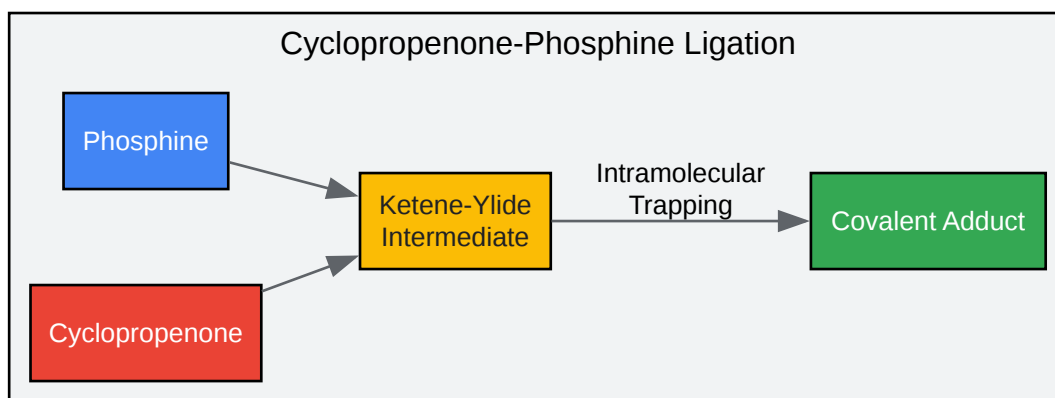 Cyclopropenone-Phosphine Ligation
Phosphine
Cyclopropenone
Ketene-Ylide
Intermediate
Intramolecular
Trapping
Covalent Adduct